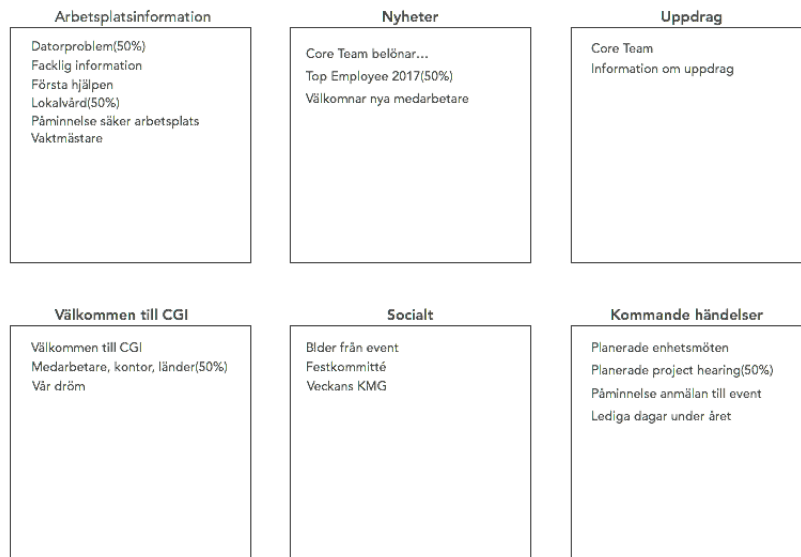 Arbetsplatsinformation
Datorproblem(50%)
Facklig information
Första hjälpen
Lokalvård(50%)
Påminnelse säker arbetsplats
Vaktmästare
Nyheter
Core Team belönar...
Top Employee 2017(50%)
Välkomnar nya medarbetare
Uppdrag
Core Team
Information om uppdrag
Välkommen till CGI
Välkommen till CGI
Medarbetare, kontor, länder(50%)
Vår dröm
Socialt
BIder från event
Festkommitté
Veckans KMG
Kommande händelser
Planerade enhetsmöten
Planerade project hearing(50%)
Påminnelse anmälan till event
Lediga dagar under året